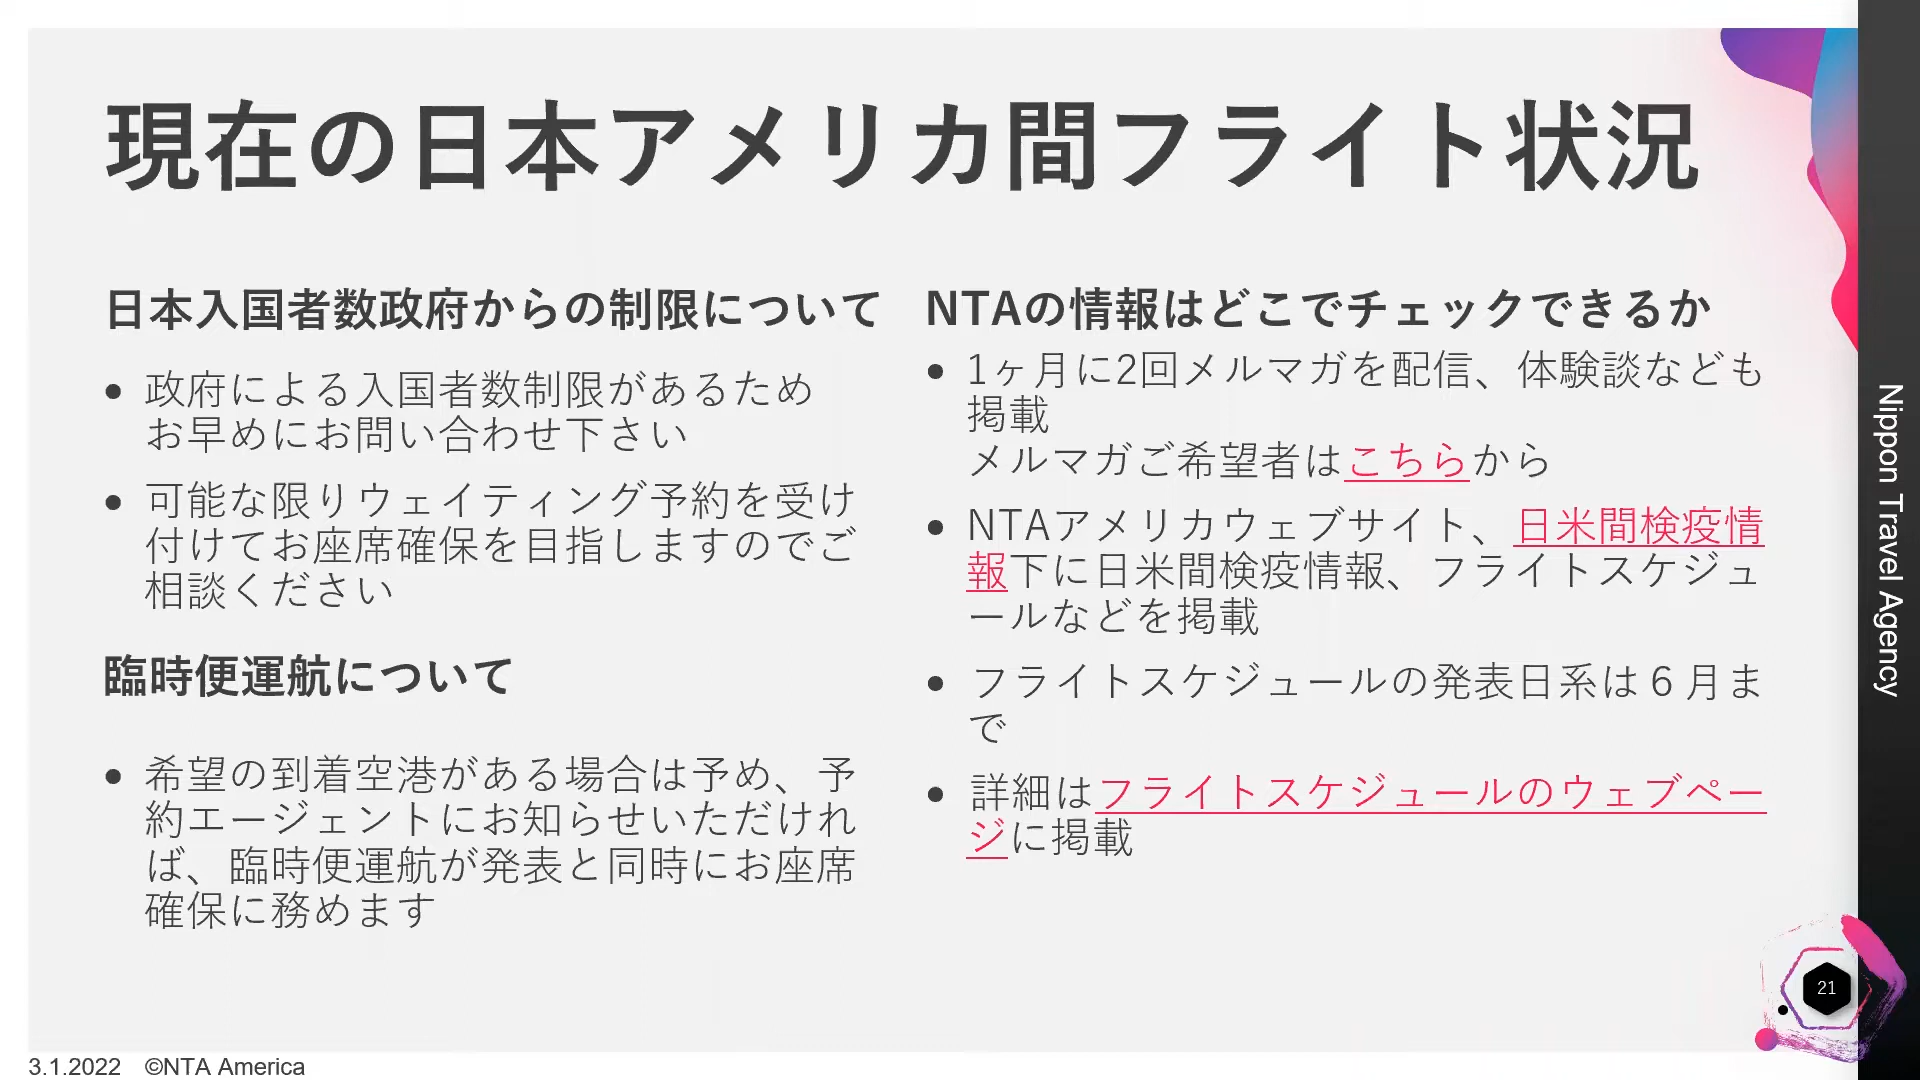 現在の日本アメリカ間フライト状況
日本入国者数政府からの制限について
• 政府による入国者数制限があるため
お早めにお問い合わせ下さい
• 可能な限りウェイティング予約を受け
付けてお座席確保を目指しますのでご
相談ください
臨時便運航について
• 希望の到着空港がある場合は予め、予
約エージェントにお知らせいただけれ
ば、臨時便運航が発表と同時にお座席
確保に務めます
NTAの情報はどこでチェックできるか
• 1ヶ月に2回メルマガを配信、体験談なども
掲載
メルマガご希望者はこちらから
• NTAアメリカウェブサイト、日米間検疫情
報下に日米間検疫情報、フライトスケジュ
ールなどを掲載
• フライトスケジュールの発表日系は６月ま
で
• 詳細はフライトスケジュールのウェブペー
ジに掲載
Nippon Travel Agency
21
3.1.2022 ©NTA America